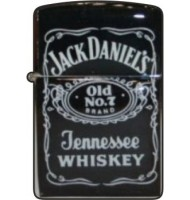 JACK DANIEL'S
Old
No.7
BRAND
Tennessee
WHISKEY